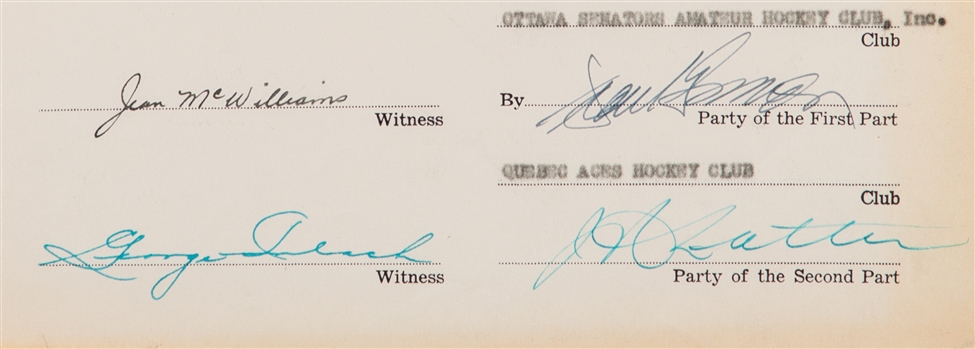 OTTAWA SENATORS AMATEUR HOCKEY CLUB, Inc.
Club
Jean McWilliams
Witness
By
Party of the First Part
QUEBEC ACES HOCKEY CLUB
Club
George
Witness
Party of the Second Part